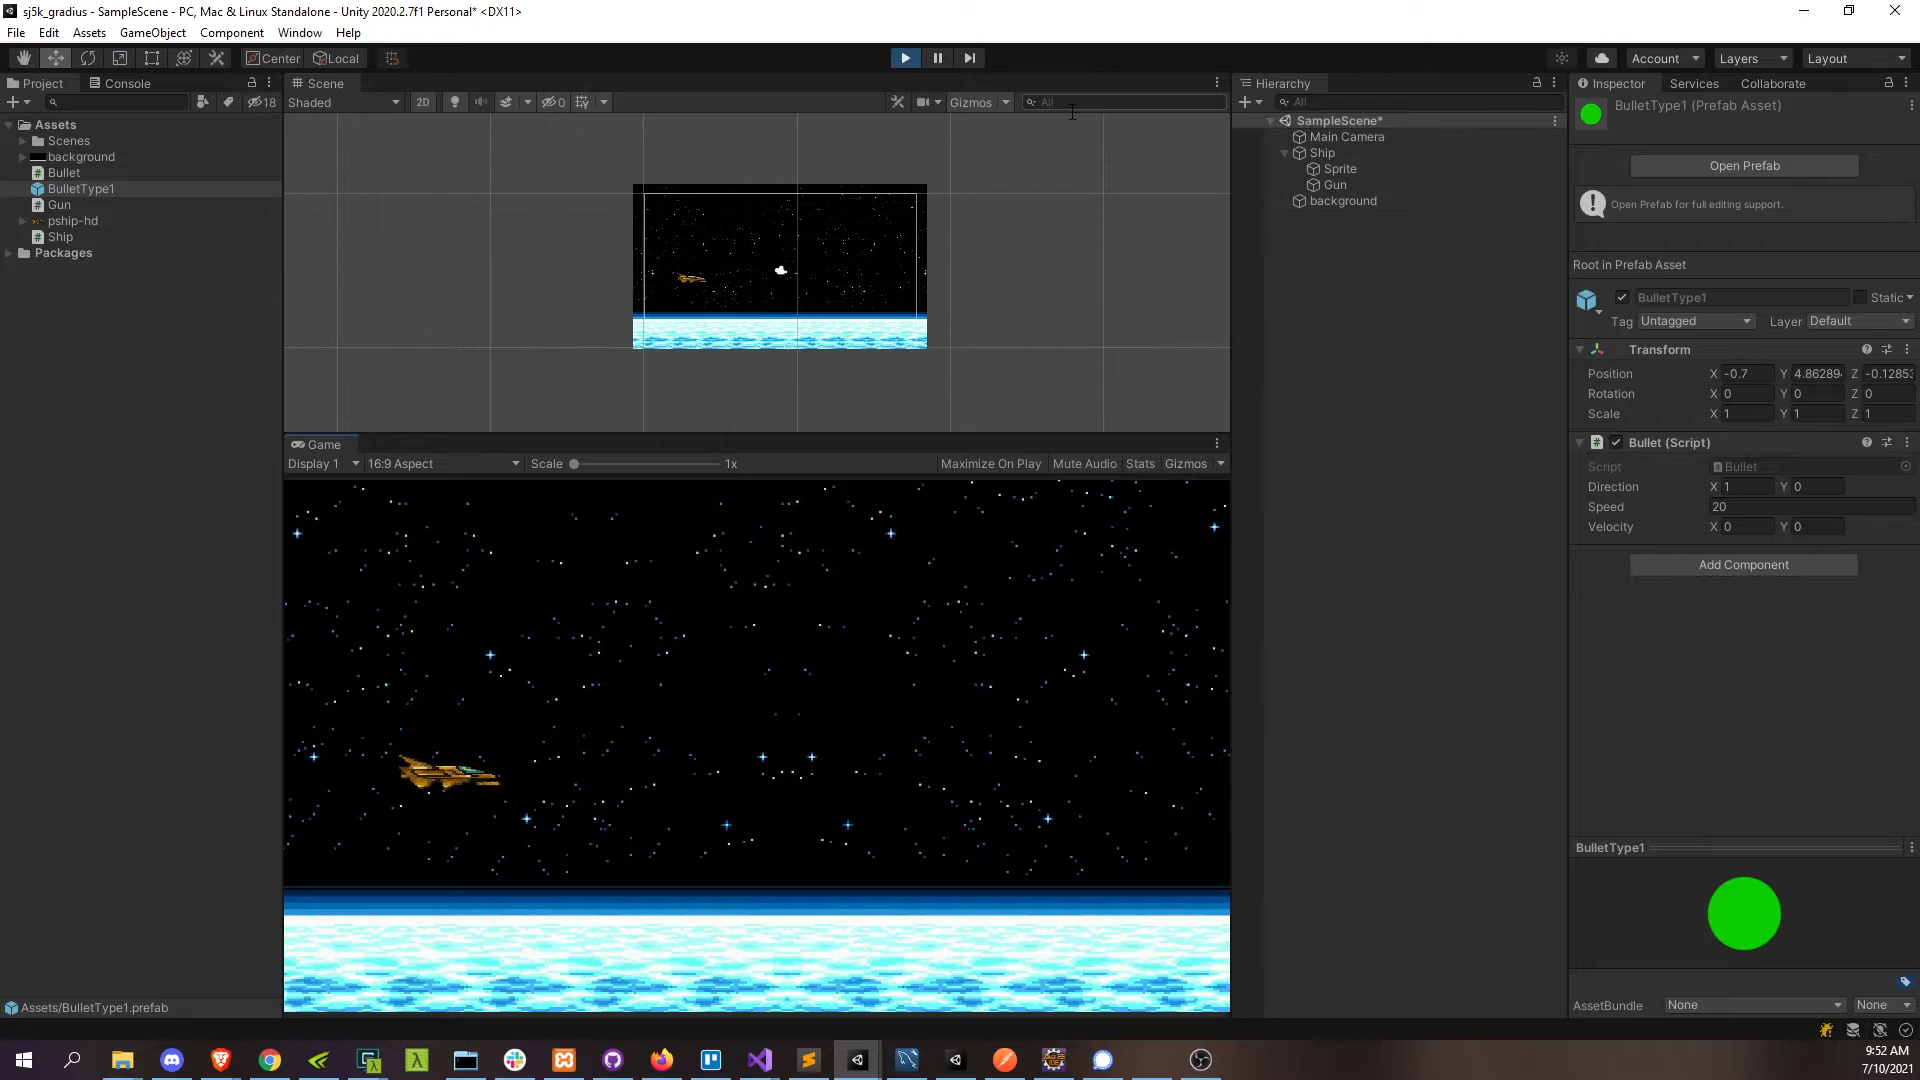 sj5k_gradius - SampleScene - PC, Mac & Linux Standalone - Unity 2020.2.7f1 Personal* <DX11>
File Edit Assets GameObject Component Window Help
Center Local Account Layers Layout
Project Console Scene Hierarchy Inspector Services Collaborate
18 Shaded 2D 0 Gizmos All All
BulletType1 (Prefab Asset)
Open Prefab
Open Prefab for full editing support.
Assets
Scenes
background
Bullet
BulletType1
Gun
pship-hd
Ship
Packages
SampleScene*
Main Camera
Ship
Sprite
Gun
background
Root in Prefab Asset
BulletType1 Static
Tag Untagged Layer Default
Transform
Position X -0.7 Y 4.86289 Z -0.1285
Rotation X 0 Y 0 Z 0
Scale X 1 Y 1 Z 1
Bullet (Script)
Script Bullet
Direction X 1 Y 0
Speed 20
Velocity X 0 Y 0
Add Component
Game
Display 1 16:9 Aspect Scale 1x Maximize On Play Mute Audio Stats Gizmos
BulletType1
AssetBundle None None
Assets/BulletType1.prefab
9:52 AM
7/10/2021